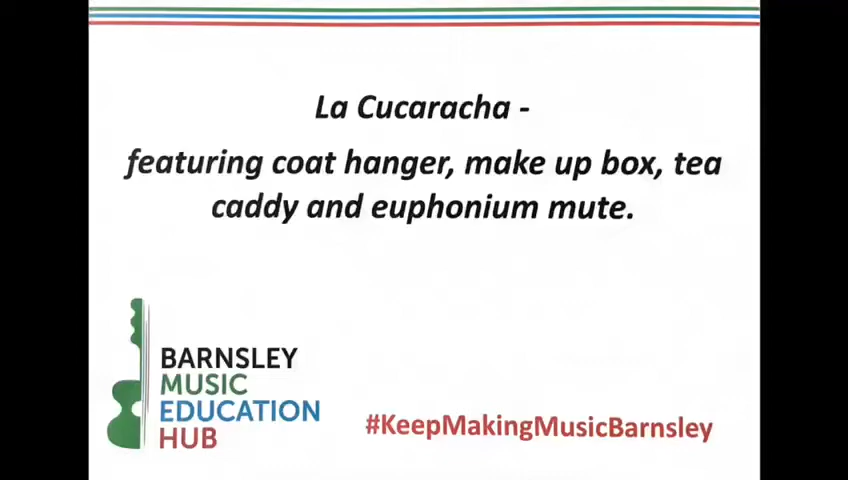 La Cucaracha -
featuring coat hanger, make up box, tea
caddy and euphonium mute.
BARNSLEY
MUSIC
EDUCATION
HUB
#KeepMakingMusicBarnsley